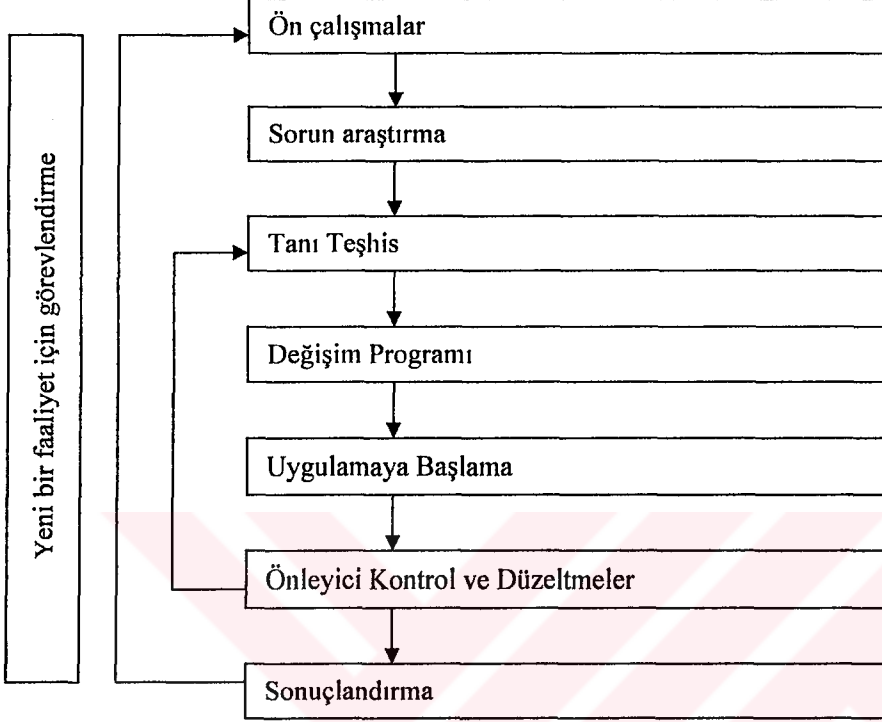 Ön çalışmalar
Sorun araştırma
Tanı Teşhis
Değişim Programı
Uygulamaya Başlama
Önleyici Kontrol ve Düzeltmeler
Sonuçlandırma
Yeni bir faaliyet için görevlendirme